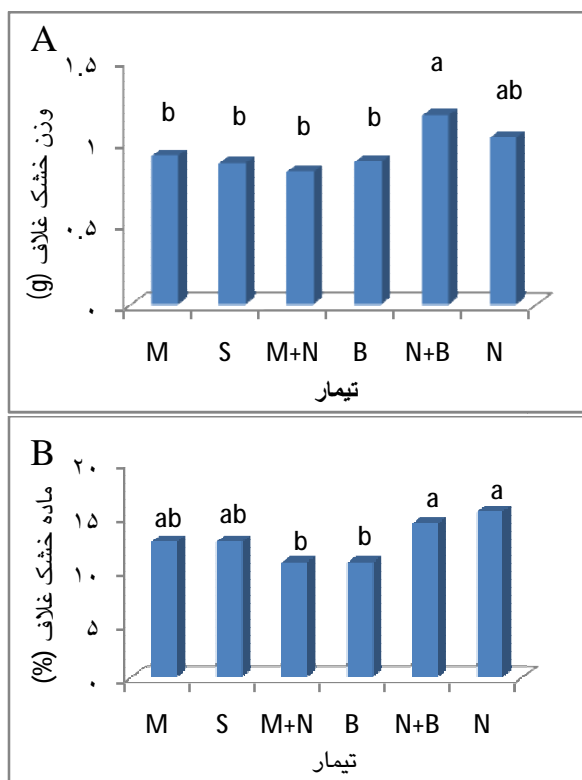 A
وزن خشک غلاف (g)
۱.۵
۱
۰.۵
۰
b b b b a ab
M S M+N B N+B N
تیمار
B
ماده خشک غلاف (%)
۲۰
۱۵
۱۰
۵
۰
ab ab b b a a
M S M+N B N+B N
تیمار